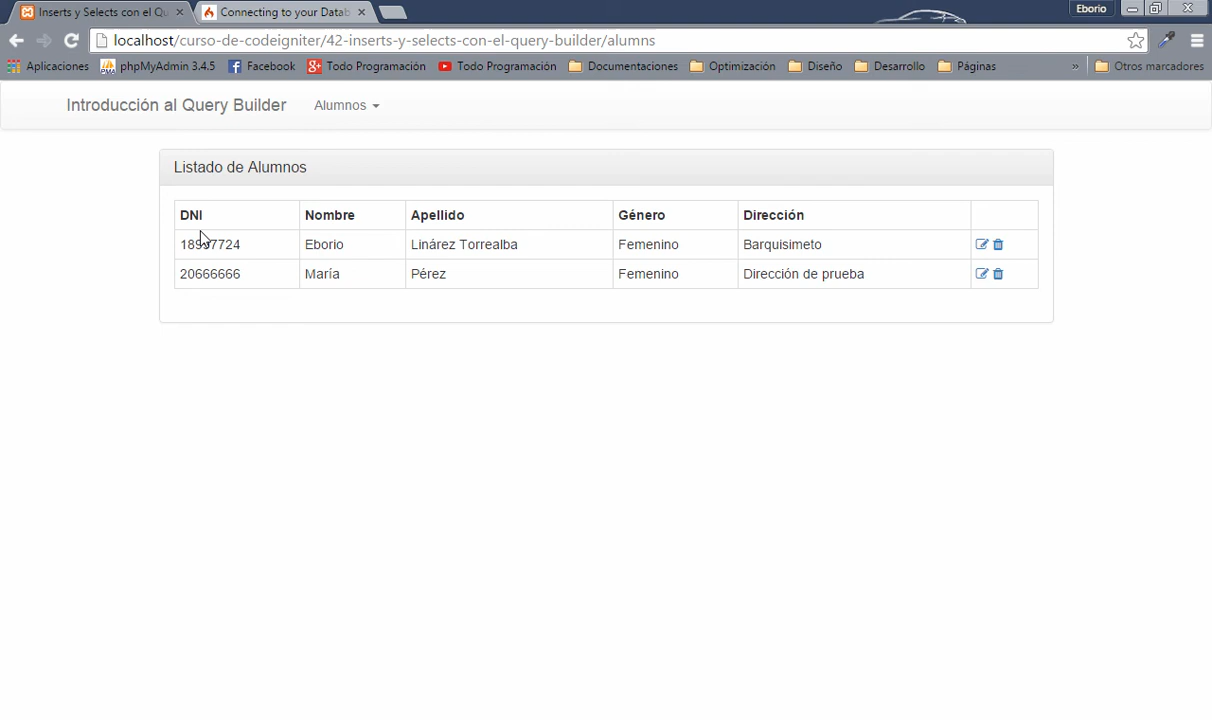 Inserts y Selects con el Qu
Connecting to your Datab
Eborio
localhost/curso-de-codeigniter/42-inserts-y-selects-con-el-query-builder/alumns
Aplicaciones phpMyAdmin 3.4.5 Facebook Todo Programación Todo Programación Documentaciones Optimización Diseño Desarrollo Páginas » Otros marcadores
Introducción al Query Builder Alumnos
Listado de Alumnos
DNI Nombre Apellido Género Dirección
Eborio Linárez Torrealba Femenino Barquisimeto
20666666 María Pérez Femenino Dirección de prueba